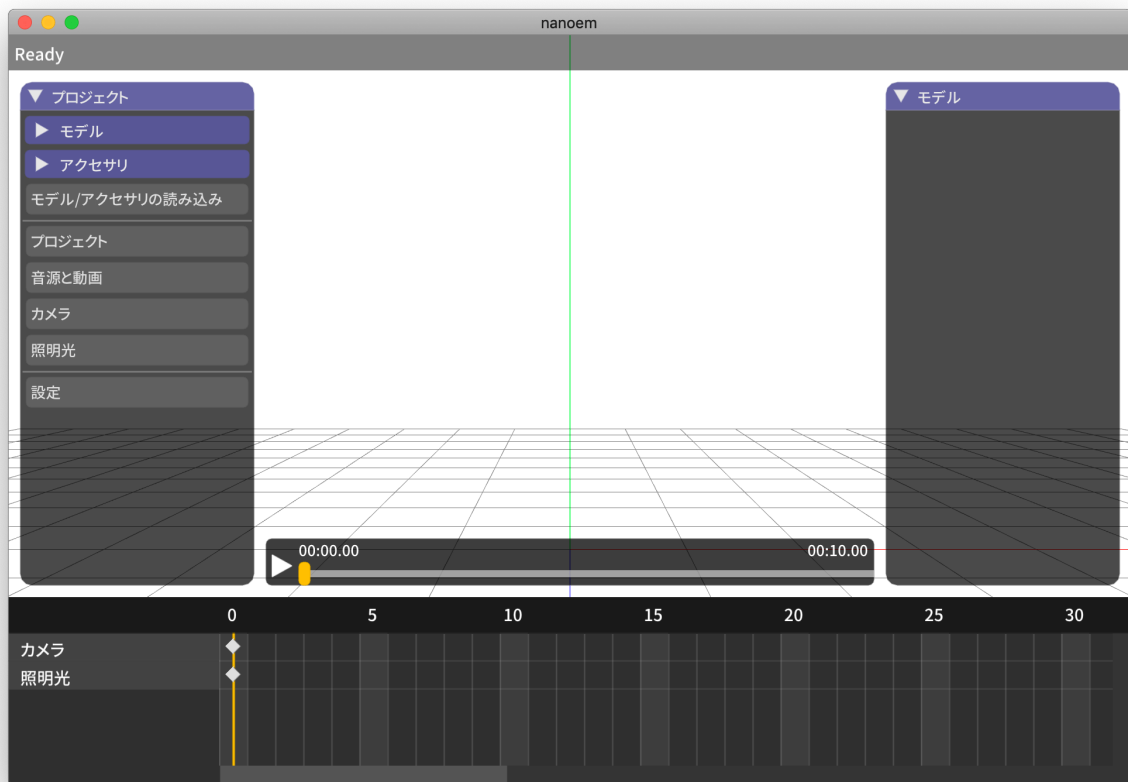 nanoem
Ready
プロジェクト
モデル
アクセサリ
モデル/アクセサリの読み込み
プロジェクト
音源と動画
カメラ
照明光
設定
モデル
00:00.00 00:10.00
0 5 10 15 20 25 30
カメラ
照明光